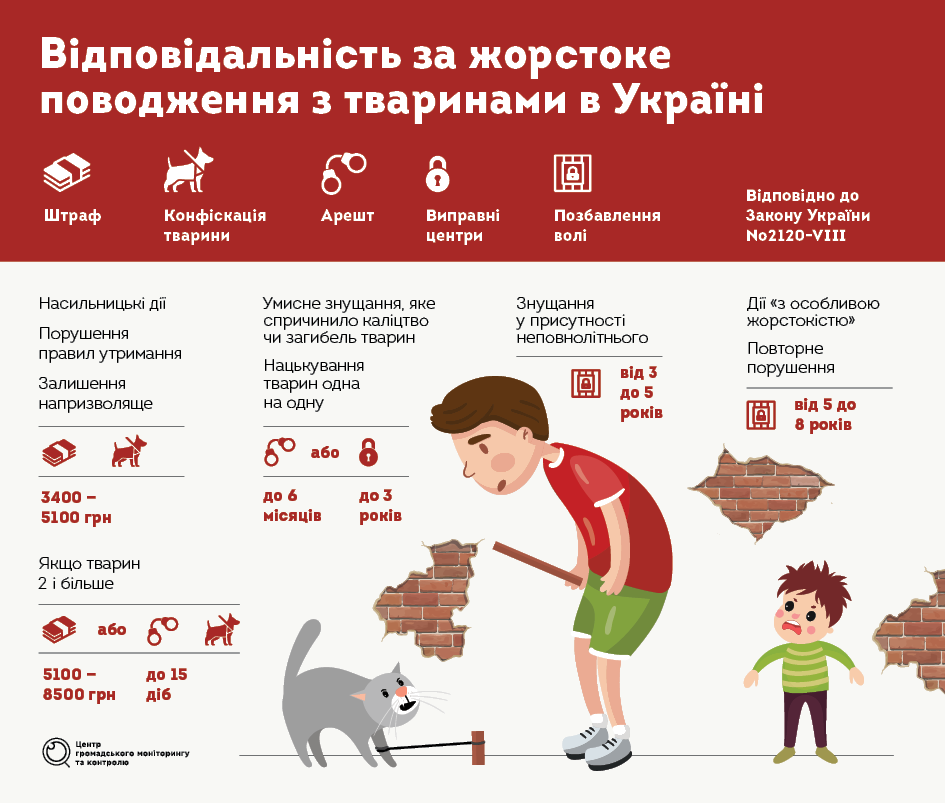 Відповідальність за жорстоке
поводження з тваринами в Україні
Штраф
Конфіскація
тварини
Арешт
Виправні
центри
Позбавлення
волі
Відповідно до
Закону України
№2120-VIII
Насильницькі дії
Порушення
правил утримання
Залишення
напризволяще
3400 –
5100 грн
Якщо тварин
2 і більше
або
5100 –
8500 грн
до 15
діб
Умисне знущання, яке
спричинило каліцтво
чи загибель тварин
Нацькування
тварин одна
на одну
або
до 6
місяців
до 3
років
Знущання
у присутності
неповнолітнього
від 3
до 5
років
Дії «з особливою
жорстокістю»
Повторне
порушення
від 5 до
8 років
Центр
громадського моніторингу
та контролю